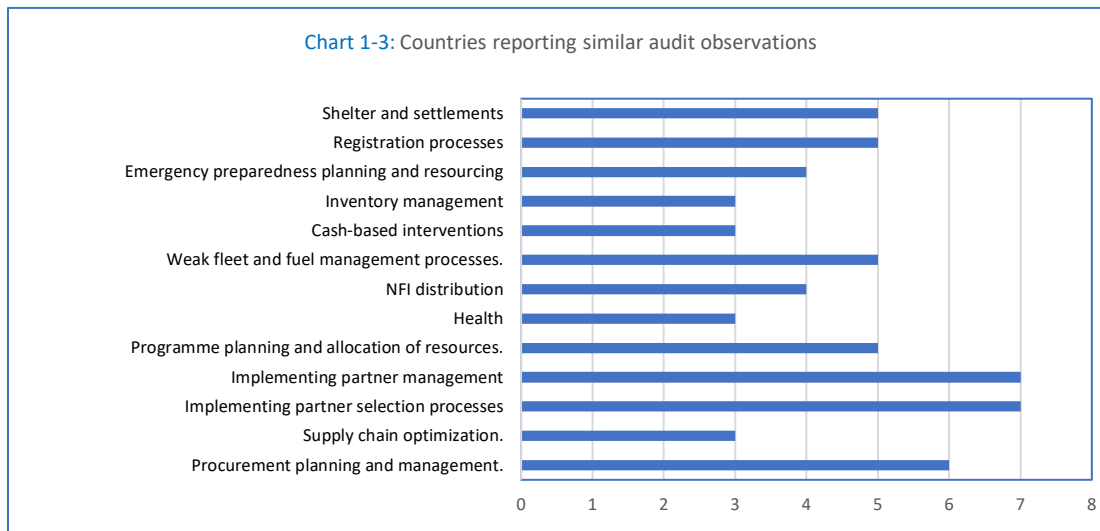 Chart 1-3: Countries reporting similar audit observations
Shelter and settlements
Registration processes
Emergency preparedness planning and resourcing
Inventory management
Cash-based interventions
Weak fleet and fuel management processes.
NFI distribution
Health
Programme planning and allocation of resources.
Implementing partner management
Implementing partner selection processes
Supply chain optimization.
Procurement planning and management.
0 1 2 3 4 5 6 7 8